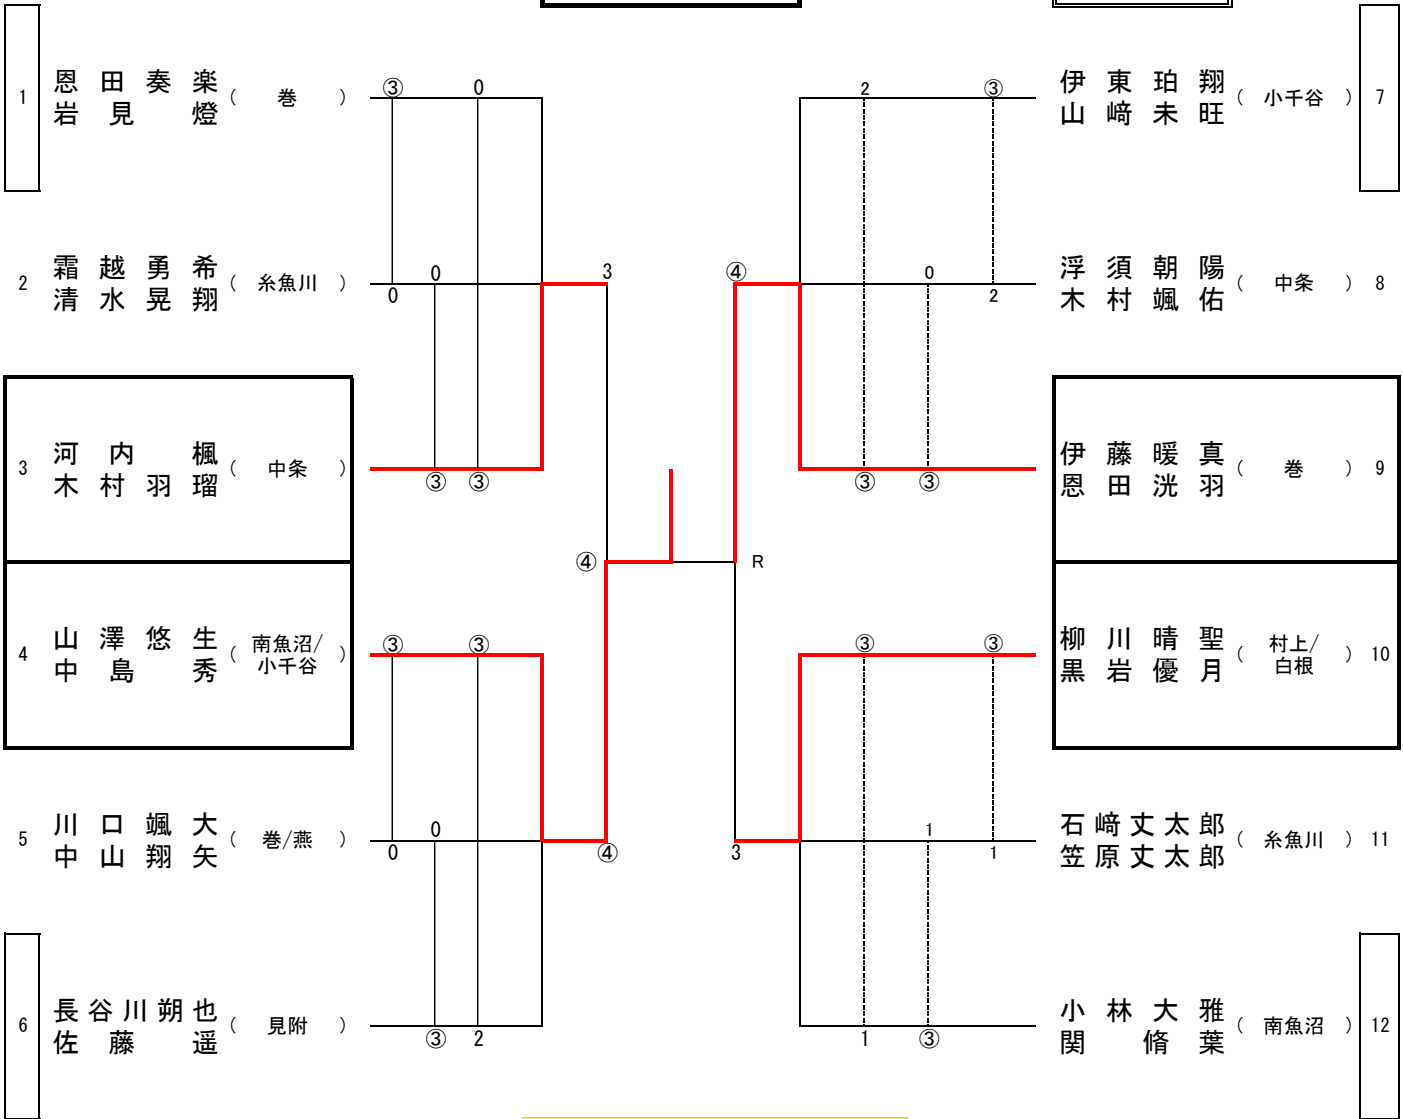 1 恩田奏楽 岩見燈 ( 巻 )
③ 0
2 ③
伊東珀翔 山﨑未旺 ( 小千谷 ) 7
2 霜越勇希 清水晃翔 ( 糸魚川 )
0 0 3
④ 0 2
浮須朝陽 木村颯佑 ( 中条 ) 8
3 河内楓 木村羽瑠 ( 中条 )
③ ③
③ ③
伊藤暖真 恩田洸羽 ( 巻 ) 9
④ R
4 山澤悠生 中島秀 ( 南魚沼/ 小千谷 )
③ ③
③ ③
柳川晴聖 黒岩優月 ( 村上/ 白根 ) 10
5 川口颯大 中山翔矢 ( 巻/燕 )
0 0 ④
3 1 1
石﨑丈太郎 笠原丈太郎 ( 糸魚川 ) 11
6 長谷川朔也 佐藤遥 ( 見附 )
③ 2
1 ③
小林大雅 関脩葉 ( 南魚沼 ) 12